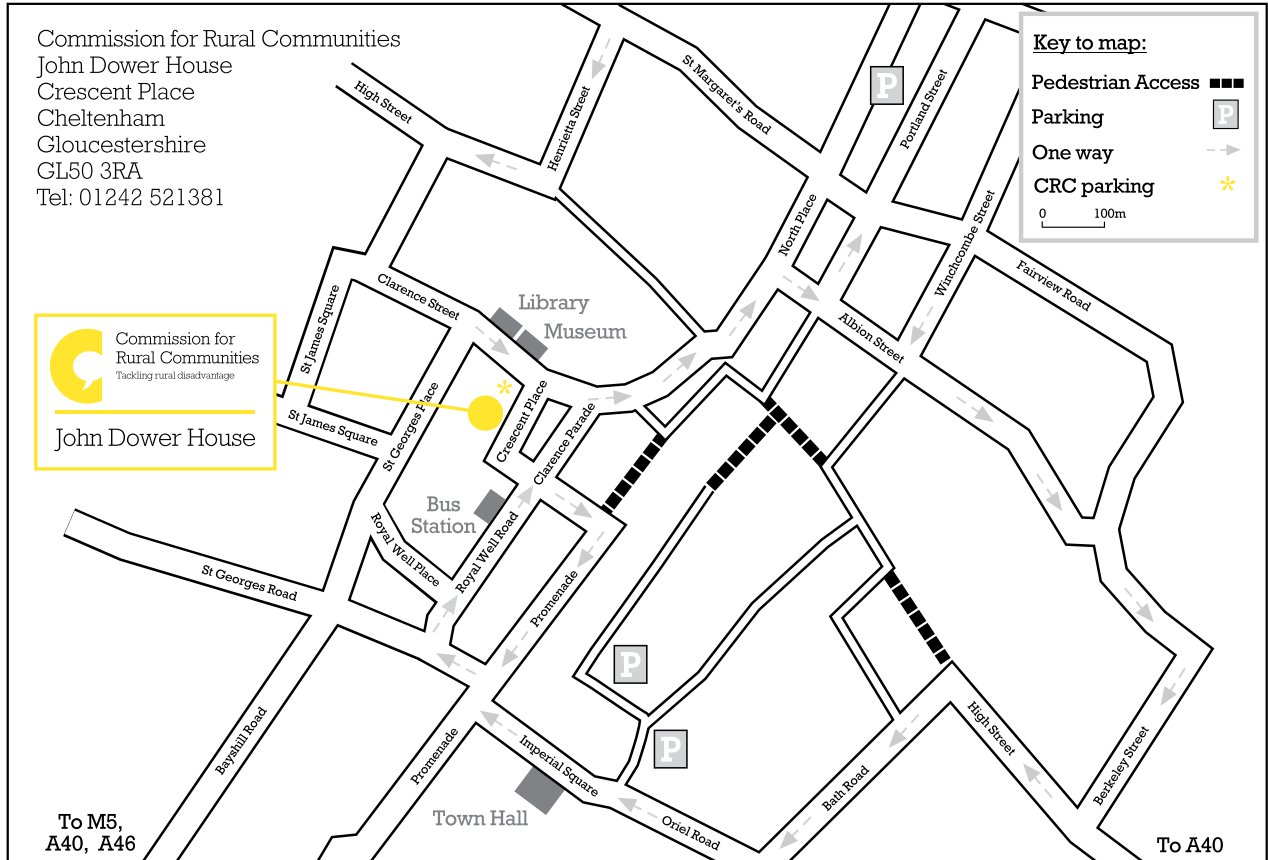 Commission for Rural Communities
John Dower House
Crescent Place
Cheltenham
Gloucestershire
GL50 3RA
Tel: 01242 521381
Key to map:
Pedestrian Access
P
Parking
One way
CRC parking
*
0 100m
High Street
Henrietta Street
St Margaret's Road
P
Portland Street
North Place
Winchcombe Street
Fairview Road
Clarence Street
Library
Museum
St James Square
Albion Street
Commission for
Rural Communities
Tackling rural disadvantage
John Dower House
*
St James Square
St Georges Place
Crescent Place
Clarence Parade
Bus
Station
Royal Well Place
Royal Well Road
St Georges Road
Promenade
P
P
Bayshill Road
Promenade
Imperial Square
Town Hall
Oriel Road
Bath Road
High Street
Berkeley Street
To M5,
A40, A46
To A40